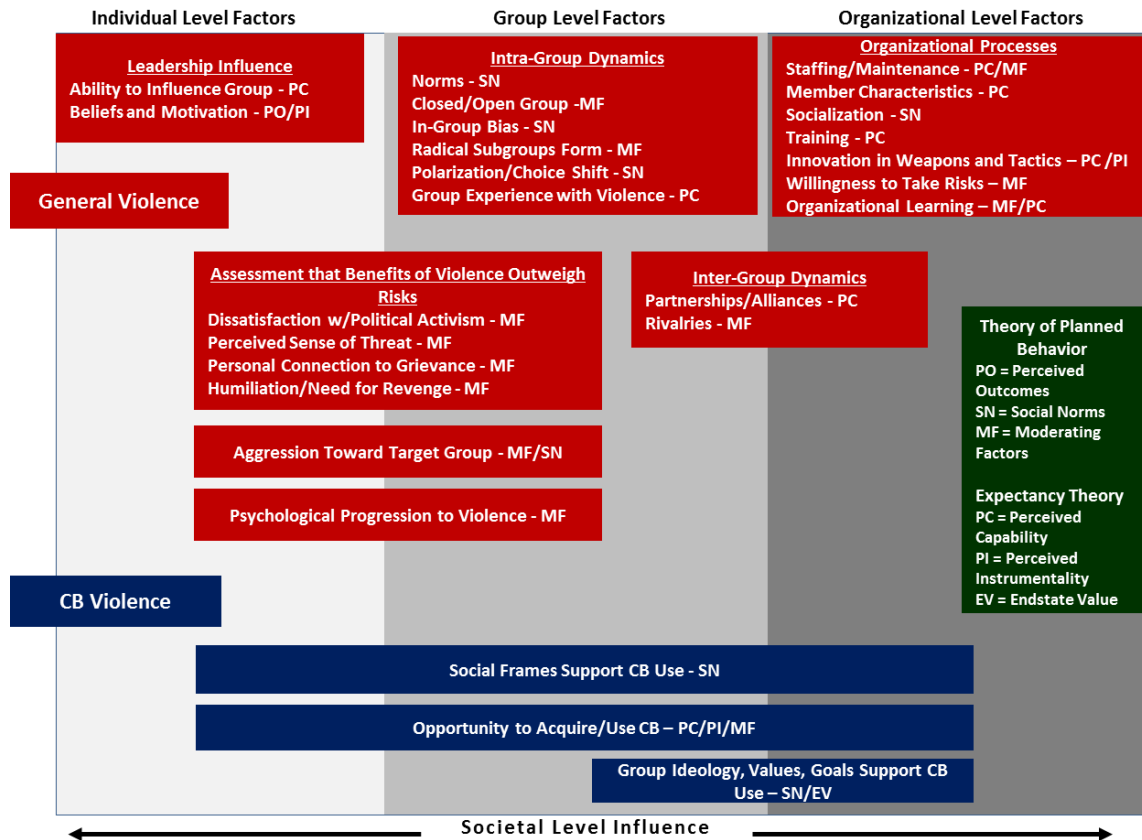 Individual Level Factors
Group Level Factors
Organizational Level Factors
Leadership Influence
Ability to Influence Group - PC
Beliefs and Motivation - PO/PI
Intra-Group Dynamics
Norms - SN
Closed/Open Group -MF
In-Group Bias - SN
Radical Subgroups Form - MF
Polarization/Choice Shift - SN
Group Experience with Violence - PC
Organizational Processes
Staffing/Maintenance - PC/MF
Member Characteristics - PC
Socialization - SN
Training - PC
Innovation in Weapons and Tactics – PC /PI
Willingness to Take Risks – MF
Organizational Learning – MF/PC
General Violence
Assessment that Benefits of Violence Outweigh
Risks
Dissatisfaction w/Political Activism - MF
Perceived Sense of Threat - MF
Personal Connection to Grievance - MF
Humiliation/Need for Revenge - MF
Inter-Group Dynamics
Partnerships/Alliances - PC
Rivalries - MF
Theory of Planned
Behavior
PO = Perceived
Outcomes
SN = Social Norms
MF = Moderating
Factors
Expectancy Theory
PC = Perceived
Capability
PI = Perceived
Instrumentality
EV = Endstate Value
Aggression Toward Target Group - MF/SN
Psychological Progression to Violence - MF
CB Violence
Social Frames Support CB Use - SN
Opportunity to Acquire/Use CB – PC/PI/MF
Group Ideology, Values, Goals Support CB
Use – SN/EV
Societal Level Influence